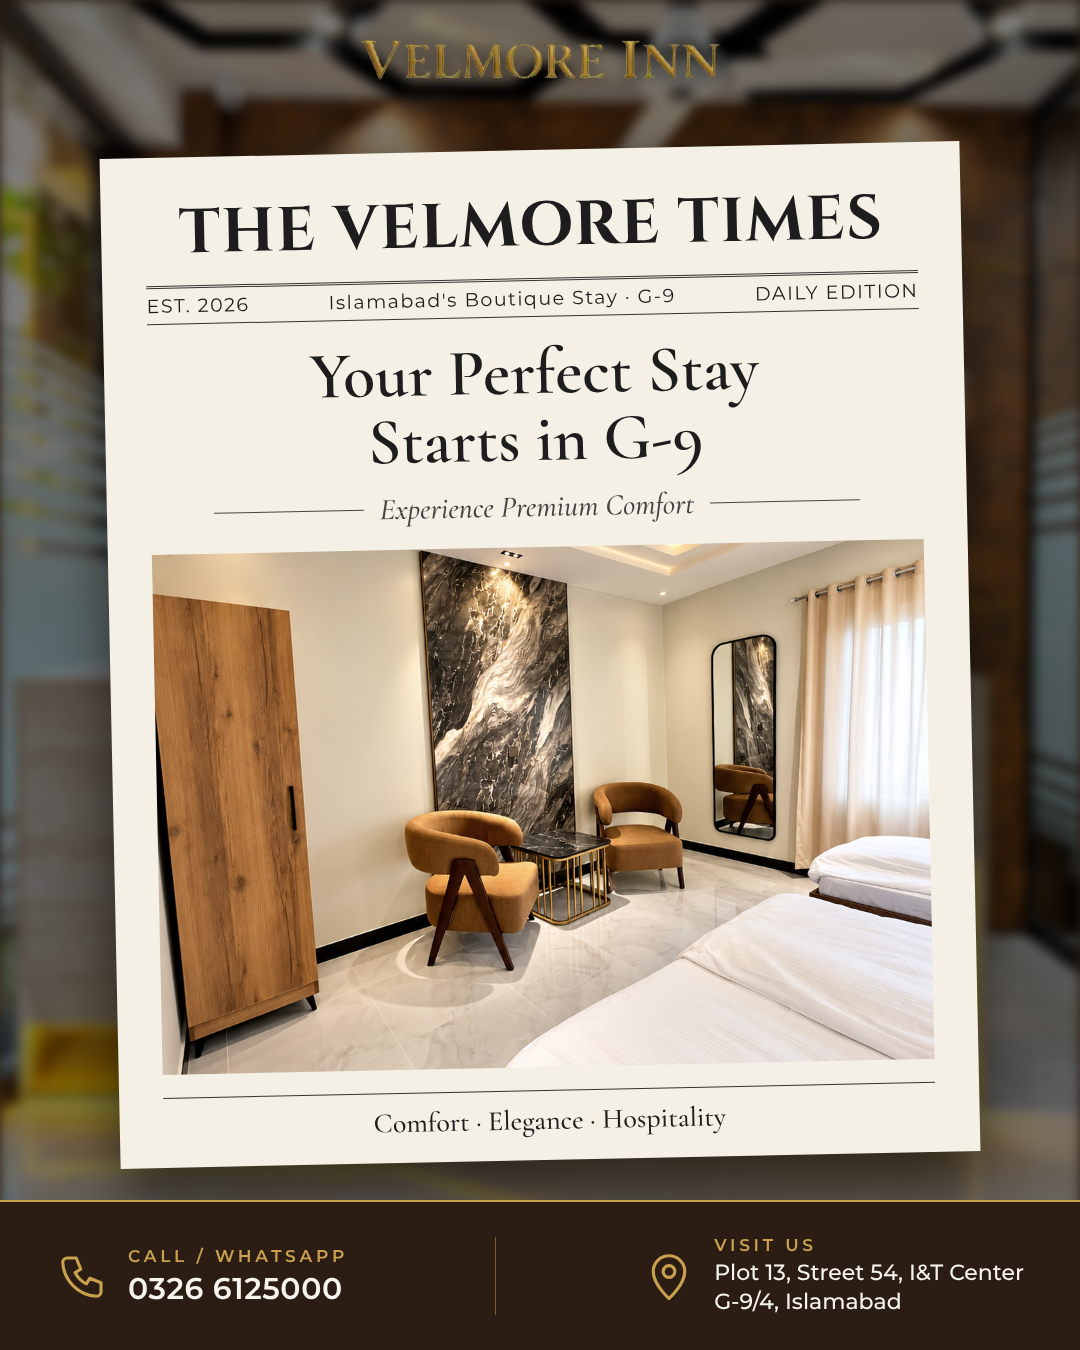 VELMORE INN
THE VELMORE TIMES
EST. 2026 Islamabad's Boutique Stay · G-9 DAILY EDITION
Your Perfect Stay
Starts in G-9
Experience Premium Comfort
Comfort · Elegance · Hospitality
CALL / WHATSAPP
0326 6125000
VISIT US
Plot 13, Street 54, I&T Center
G-9/4, Islamabad